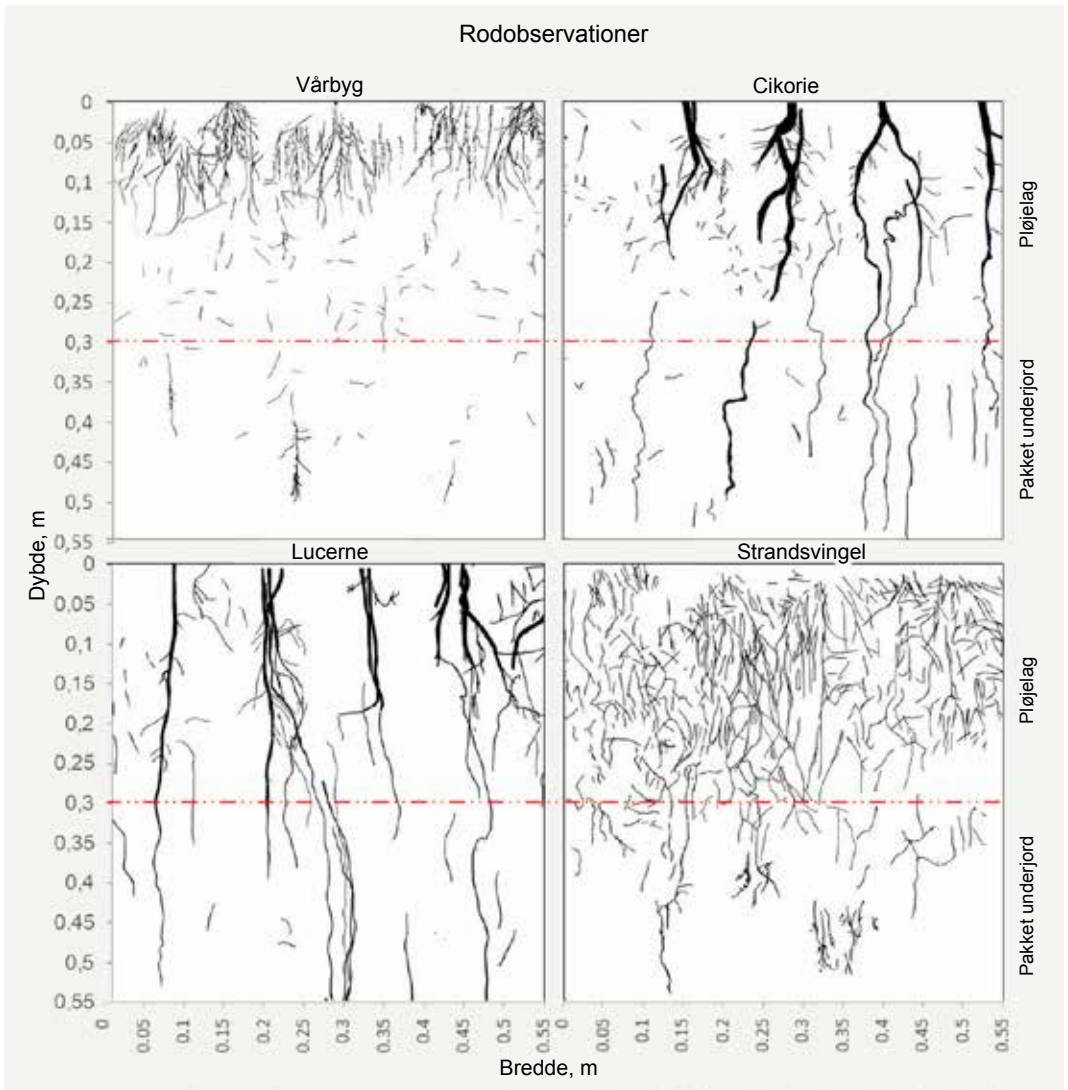 Rodobservationer
Vårbyg
Cikorie
0
0,05
0,1
0,15
0,2
0,25
0,3
0,35
0,4
0,45
0,5
0,55
Pløjelag
Pakket underjord
Dybde, m
Lucerne
Strandsvingel
0
0.05
0,1
0,15
0,2
0,25
0,3
0,35
0,4
0,45
0,5
0,55
Pløjelag
Pakket underjord
0 0.05 0.1 0.15 0.2 0.25 0.3 0.35 0.4 0.45 0.5 0.55
0 0.05 0.1 0.15 0.2 0.25 0.3 0.35 0.4 0.45 0.5 0.55
Bredde, m